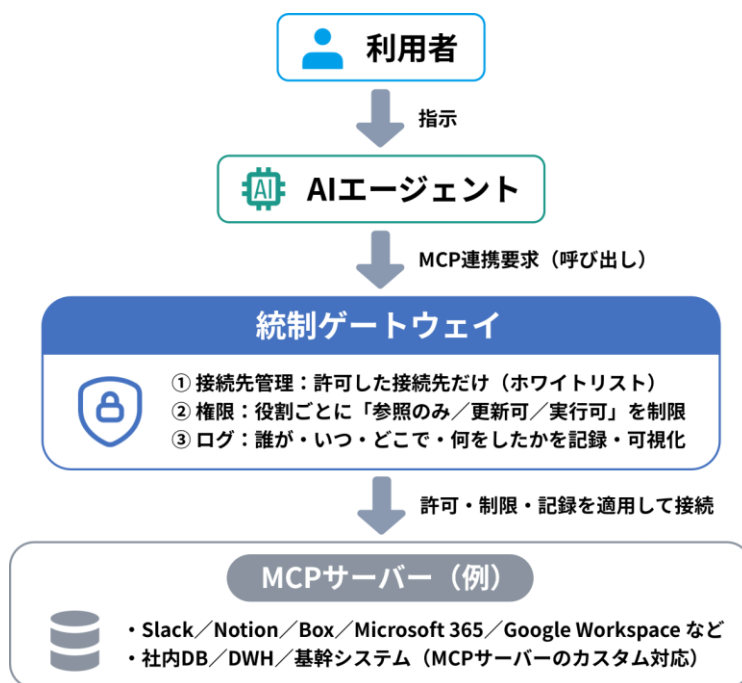 利用者
指示
AI
AIエージェント
MCP連携要求（呼び出し）
統制ゲートウェイ
① 接続先管理：許可した接続先だけ（ホワイトリスト）
② 権限：役割ごとに「参照のみ／更新可／実行可」を制限
③ ログ：誰が・いつ・どこで・何をしたかを記録・可視化
許可・制限・記録を適用して接続
MCPサーバー（例）
・Slack／Notion／Box／Microsoft 365／Google Workspace など
・社内DB／DWH／基幹システム（MCPサーバーのカスタム対応）